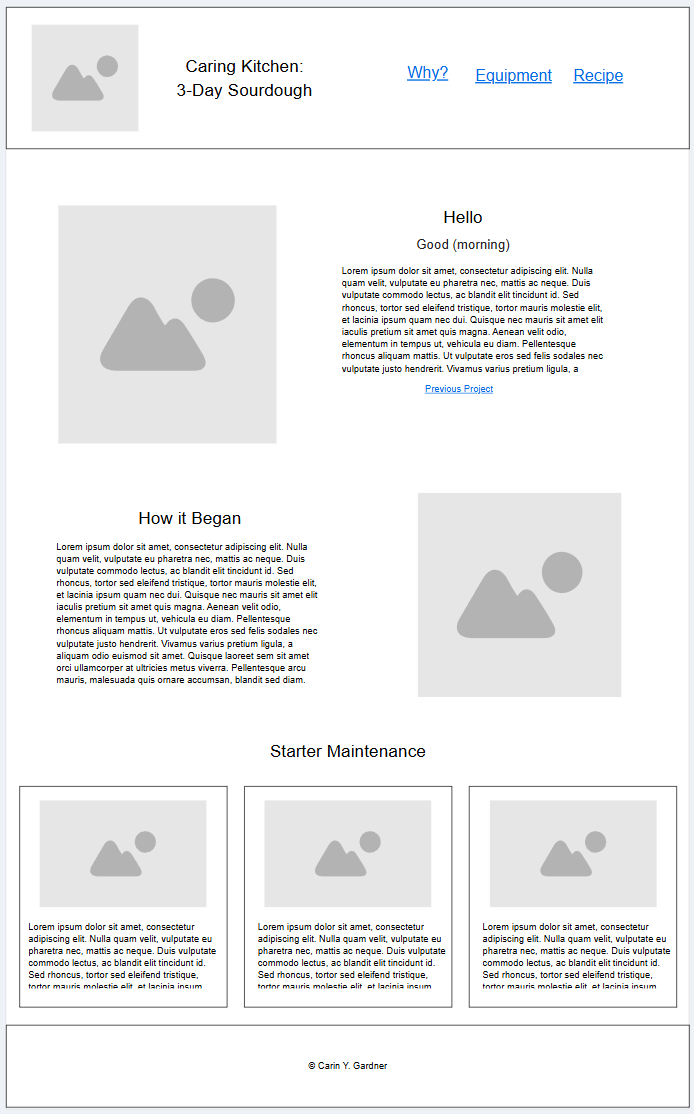 Caring Kitchen:
3-Day Sourdough
Why?
Equipment
Recipe
Hello
Good (morning)
Lorem ipsum dolor sit amet, consectetur adipiscing elit. Nulla
quam velit, vulputate eu pharetra nec, mattis ac neque. Duis
vulputate commodo lectus, ac blandit elit tincidunt id. Sed
rhoncus, tortor sed eleifend tristique, tortor mauris molestie elit,
et lacinia ipsum quam nec dui. Quisque nec mauris sit amet elit
iaculis pretium sit amet quis magna. Aenean velit odio,
elementum in tempus ut, vehicula eu diam. Pellentesque
rhoncus aliquam mattis. Ut vulputate eros sed felis sodales nec
vulputate justo hendrerit. Vivamus varius pretium ligula, a
Previous Project
How it Began
Lorem ipsum dolor sit amet, consectetur adipiscing elit. Nulla
quam velit, vulputate eu pharetra nec, mattis ac neque. Duis
vulputate commodo lectus, ac blandit elit tincidunt id. Sed
rhoncus, tortor sed eleifend tristique, tortor mauris molestie elit,
et lacinia ipsum quam nec dui. Quisque nec mauris sit amet elit
iaculis pretium sit amet quis magna. Aenean velit odio,
elementum in tempus ut, vehicula eu diam. Pellentesque
rhoncus aliquam mattis. Ut vulputate eros sed felis sodales nec
vulputate justo hendrerit. Vivamus varius pretium ligula, a
aliquam odio euismod sit amet. Quisque laoreet sem sit amet
orci ullamcorper at ultricies metus viverra. Pellentesque arcu
mauris, malesuada quis ornare accumsan, blandit sed diam.
Starter Maintenance
Lorem ipsum dolor sit amet, consectetur
adipiscing elit. Nulla quam velit, vulputate eu
pharetra nec, mattis ac neque. Duis vulputate
commodo lectus, ac blandit elit tincidunt id.
Sed rhoncus, tortor sed eleifend tristique,
tortor mauris molestie elit, et lacinia ipsum
Lorem ipsum dolor sit amet, consectetur
adipiscing elit. Nulla quam velit, vulputate eu
pharetra nec, mattis ac neque. Duis vulputate
commodo lectus, ac blandit elit tincidunt id.
Sed rhoncus, tortor sed eleifend tristique,
tortor mauris molestie elit, et lacinia ipsum
Lorem ipsum dolor sit amet, consectetur
adipiscing elit. Nulla quam velit, vulputate eu
pharetra nec, mattis ac neque. Duis vulputate
commodo lectus, ac blandit elit tincidunt id.
Sed rhoncus, tortor sed eleifend tristique,
tortor mauris molestie elit, et lacinia ipsum
© Carin Y. Gardner